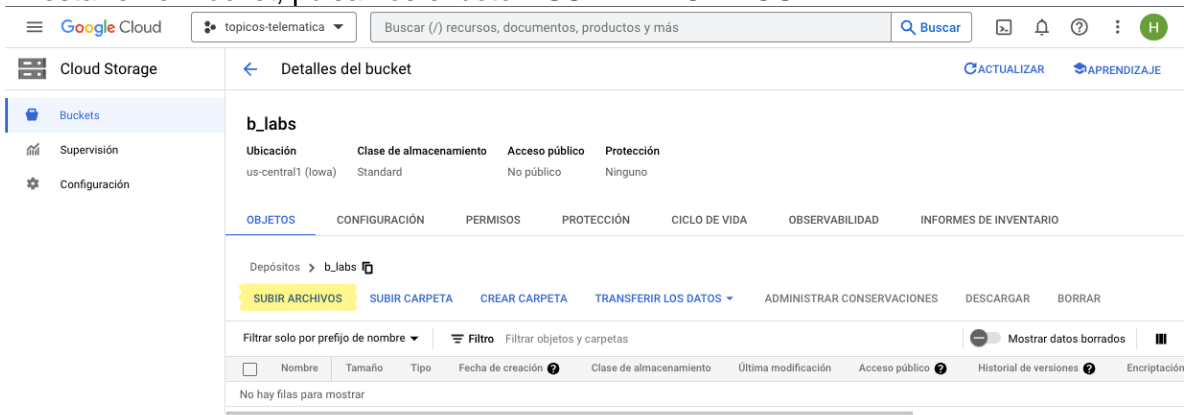 Google Cloud topicos-telematica Buscar (/) recursos, documentos, productos y más Buscar H
Cloud Storage Detalles del bucket ACTUALIZAR APRENDIZAJE
Buckets
Supervisión
Configuración
b_labs
Ubicación Clase de almacenamiento Acceso público Protección
us-central1 (Iowa) Standard No público Ninguno
OBJETOS CONFIGURACIÓN PERMISOS PROTECCIÓN CICLO DE VIDA OBSERVABILIDAD INFORMES DE INVENTARIO
Depósitos > b_labs
SUBIR ARCHIVOS SUBIR CARPETA CREAR CARPETA TRANSFERIR LOS DATOS ADMINISTRAR CONSERVACIONES DESCARGAR BORRAR
Filtrar solo por prefijo de nombre Filtro Filtrar objetos y carpetas Mostrar datos borrados
Nombre Tamaño Tipo Fecha de creación Clase de almacenamiento Última modificación Acceso público Historial de versiones Encriptación
No hay filas para mostrar